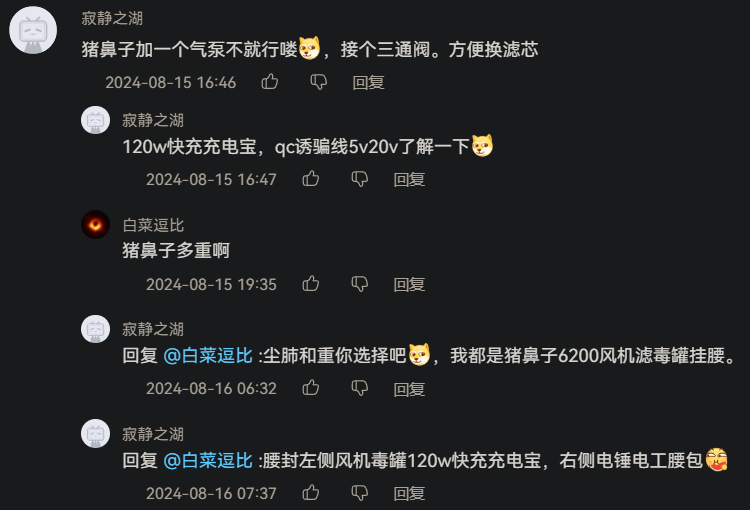 寂静之湖
猪鼻子加一个气泵不就行喽，接个三通阀。方便换滤芯
2024-08-15 16:46 回复
寂静之湖
120w快充充电宝，qc诱骗线5v20v了解一下
2024-08-15 16:47 回复
白菜逗比
猪鼻子多重啊
2024-08-15 19:35 回复
寂静之湖
回复 @白菜逗比 :尘肺和重你选择吧，我都是猪鼻子6200风机滤毒罐挂腰。
2024-08-16 06:32 回复
寂静之湖
回复 @白菜逗比 :腰封左侧风机毒罐120w快充充电宝，右侧电锤电工腰包
2024-08-16 07:37 回复